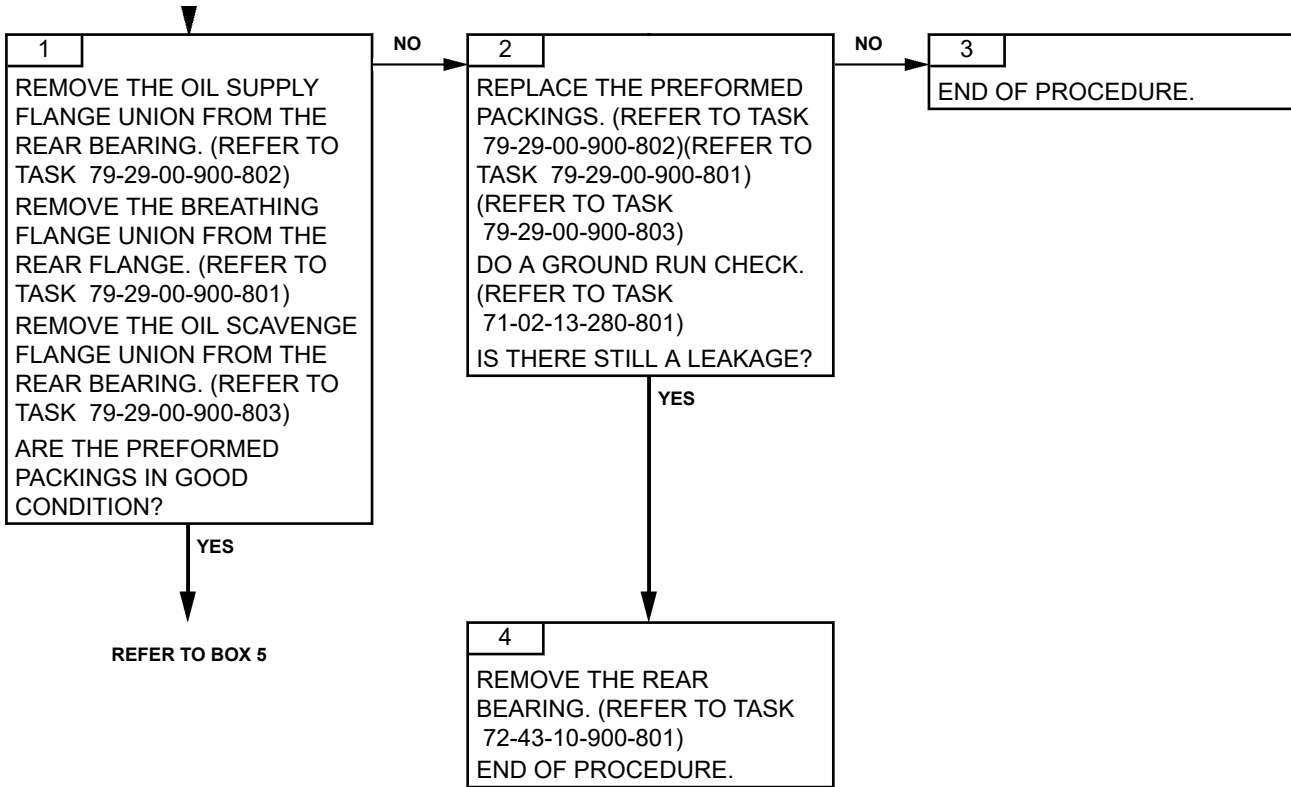 1
REMOVE THE OIL SUPPLY
FLANGE UNION FROM THE
REAR BEARING. (REFER TO
TASK 79-29-00-900-802)
REMOVE THE BREATHING
FLANGE UNION FROM THE
REAR FLANGE. (REFER TO
TASK 79-29-00-900-801)
REMOVE THE OIL SCAVENGE
FLANGE UNION FROM THE
REAR BEARING. (REFER TO
TASK 79-29-00-900-803)
ARE THE PREFORMED
PACKINGS IN GOOD
CONDITION?
NO
YES
REFER TO BOX 5
2
REPLACE THE PREFORMED
PACKINGS. (REFER TO TASK
79-29-00-900-802)(REFER TO
TASK 79-29-00-900-801)
(REFER TO TASK
79-29-00-900-803)
DO A GROUND RUN CHECK.
(REFER TO TASK
71-02-13-280-801)
IS THERE STILL A LEAKAGE?
NO
YES
3
END OF PROCEDURE.
4
REMOVE THE REAR
BEARING. (REFER TO TASK
72-43-10-900-801)
END OF PROCEDURE.